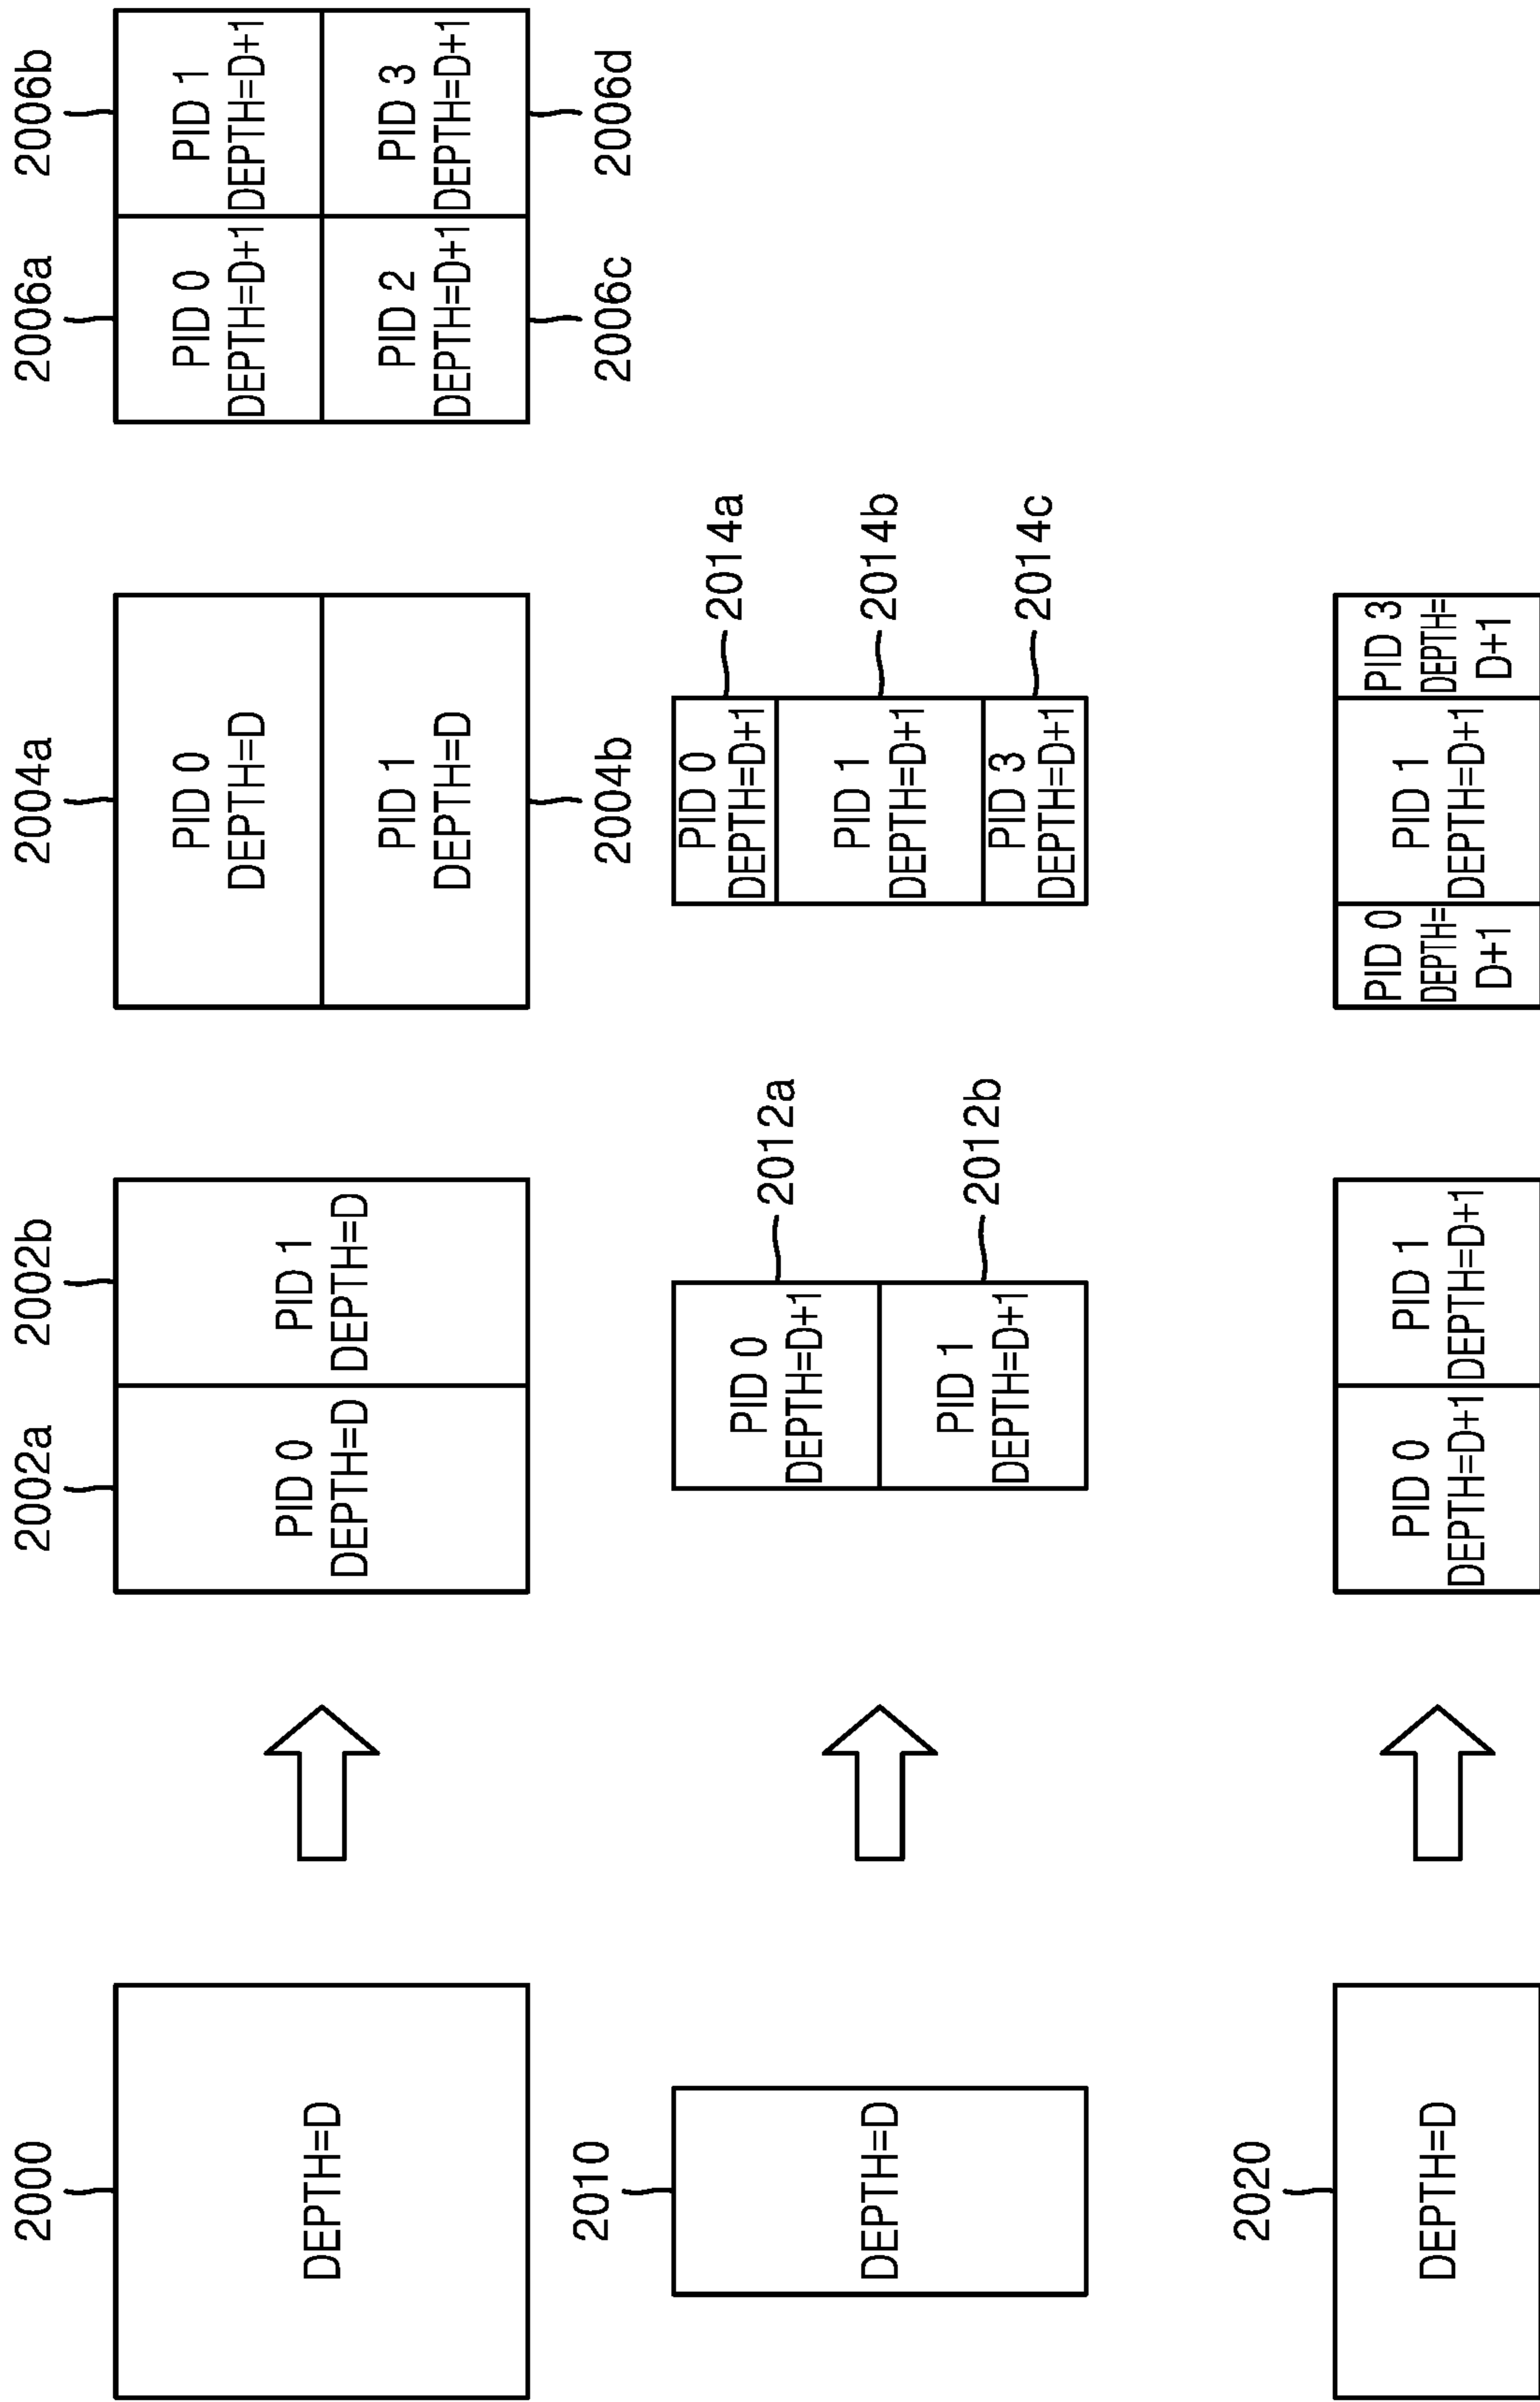 2000
DEPTH=D
2002a
2002b
PID 0
DEPTH=D
PID 1
DEPTH=D
2004a
PID 0
DEPTH=D
PID 1
DEPTH=D
2004b
2006a
2006b
PID 0
DEPTH=D+1
PID 1
DEPTH=D+1
PID 2
DEPTH=D+1
PID 3
DEPTH=D+1
2006c
2006d
2010
DEPTH=D
PID 0
DEPTH=D+1
2012a
PID 1
DEPTH=D+1
2012b
PID 0
DEPTH=D+1
2014a
PID 1
DEPTH=D+1
2014b
PID 3
DEPTH=D+1
2014c
2020
DEPTH=D
PID 0
DEPTH=D+1
PID 1
DEPTH=D+1
PID 0
DEPTH=
D+1
PID 1
DEPTH=D+1
PID 3
DEPTH=
D+1